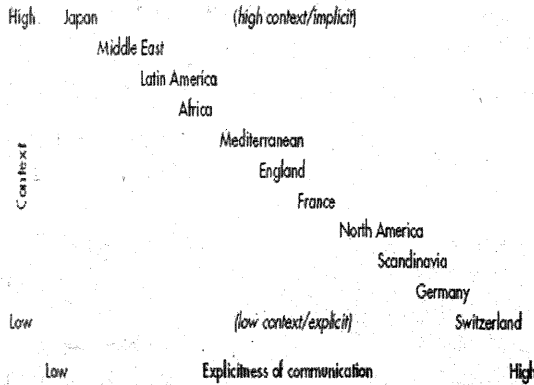 High Japan (high context/implicit)
Middle East
Latin America
Africa
Mediterranean
England
France
North America
Scandinavia
Germany
Low (low context/explicit) Switzerland
Low Explicitness of communication High
Context